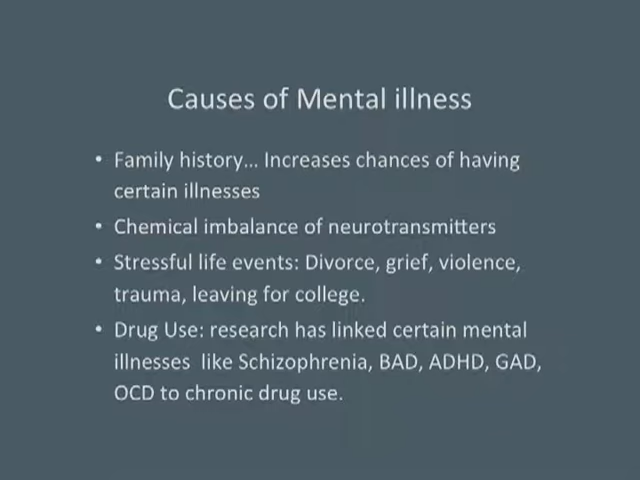 Causes of Mental illness
• Family history... Increases chances of having
certain illnesses
• Chemical imbalance of neurotransmitters
• Stressful life events: Divorce, grief, violence,
trauma, leaving for college.
• Drug Use: research has linked certain mental
illnesses  like Schizophrenia, BAD, ADHD, GAD,
OCD to chronic drug use.